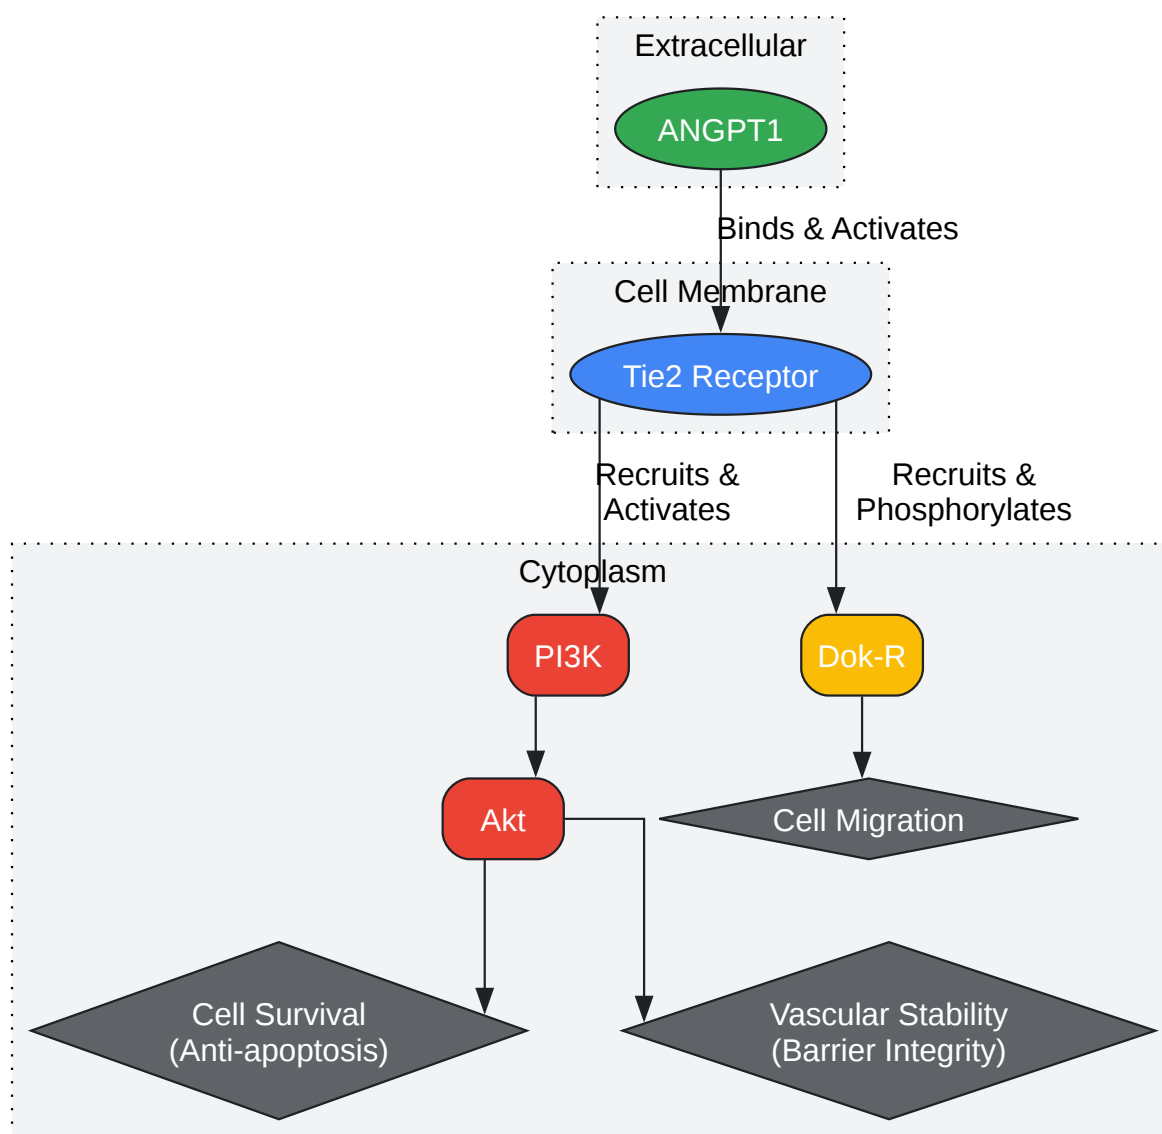 Extracellular
ANGPT1
Binds & Activates
Cell Membrane
Tie2 Receptor
Recruits &
Activates
Recruits &
Phosphorylates
Cytoplasm
PI3K
Dok-R
Akt
Cell Migration
Cell Survival
(Anti-apoptosis)
Vascular Stability
(Barrier Integrity)